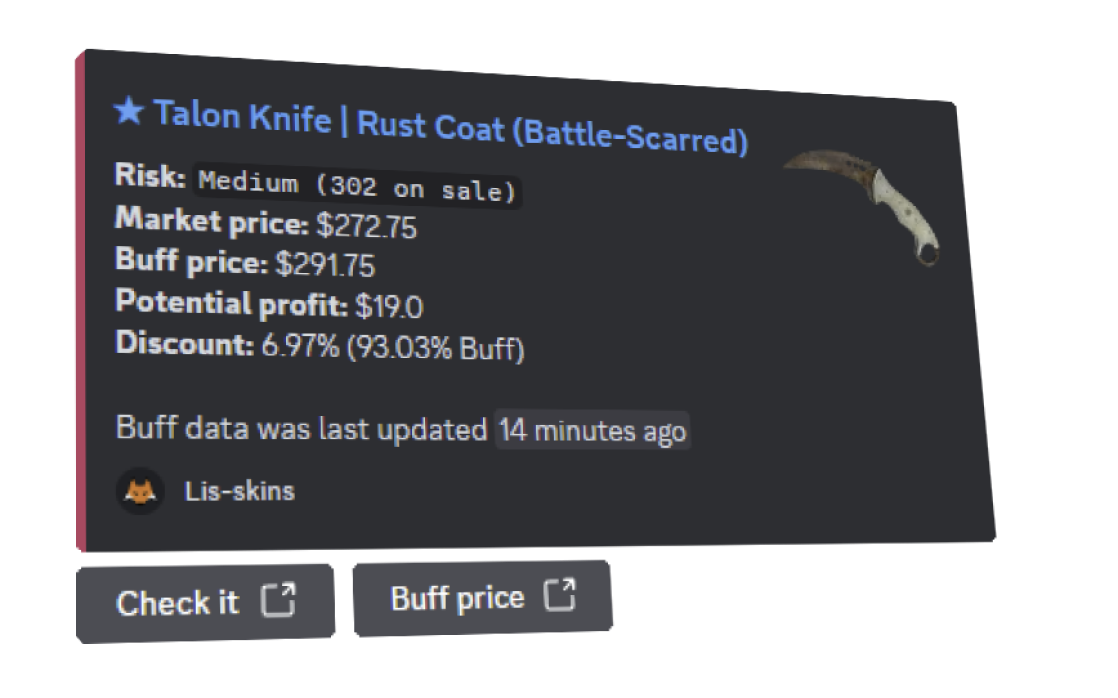 ★ Talon Knife | Rust Coat (Battle-Scarred)
Risk: Medium (302 on sale)
Market price: $272.75
Buff price: $291.75
Potential profit: $19.0
Discount: 6.97% (93.03% Buff)
Buff data was last updated 14 minutes ago
Lis-skins
Check it
Buff price